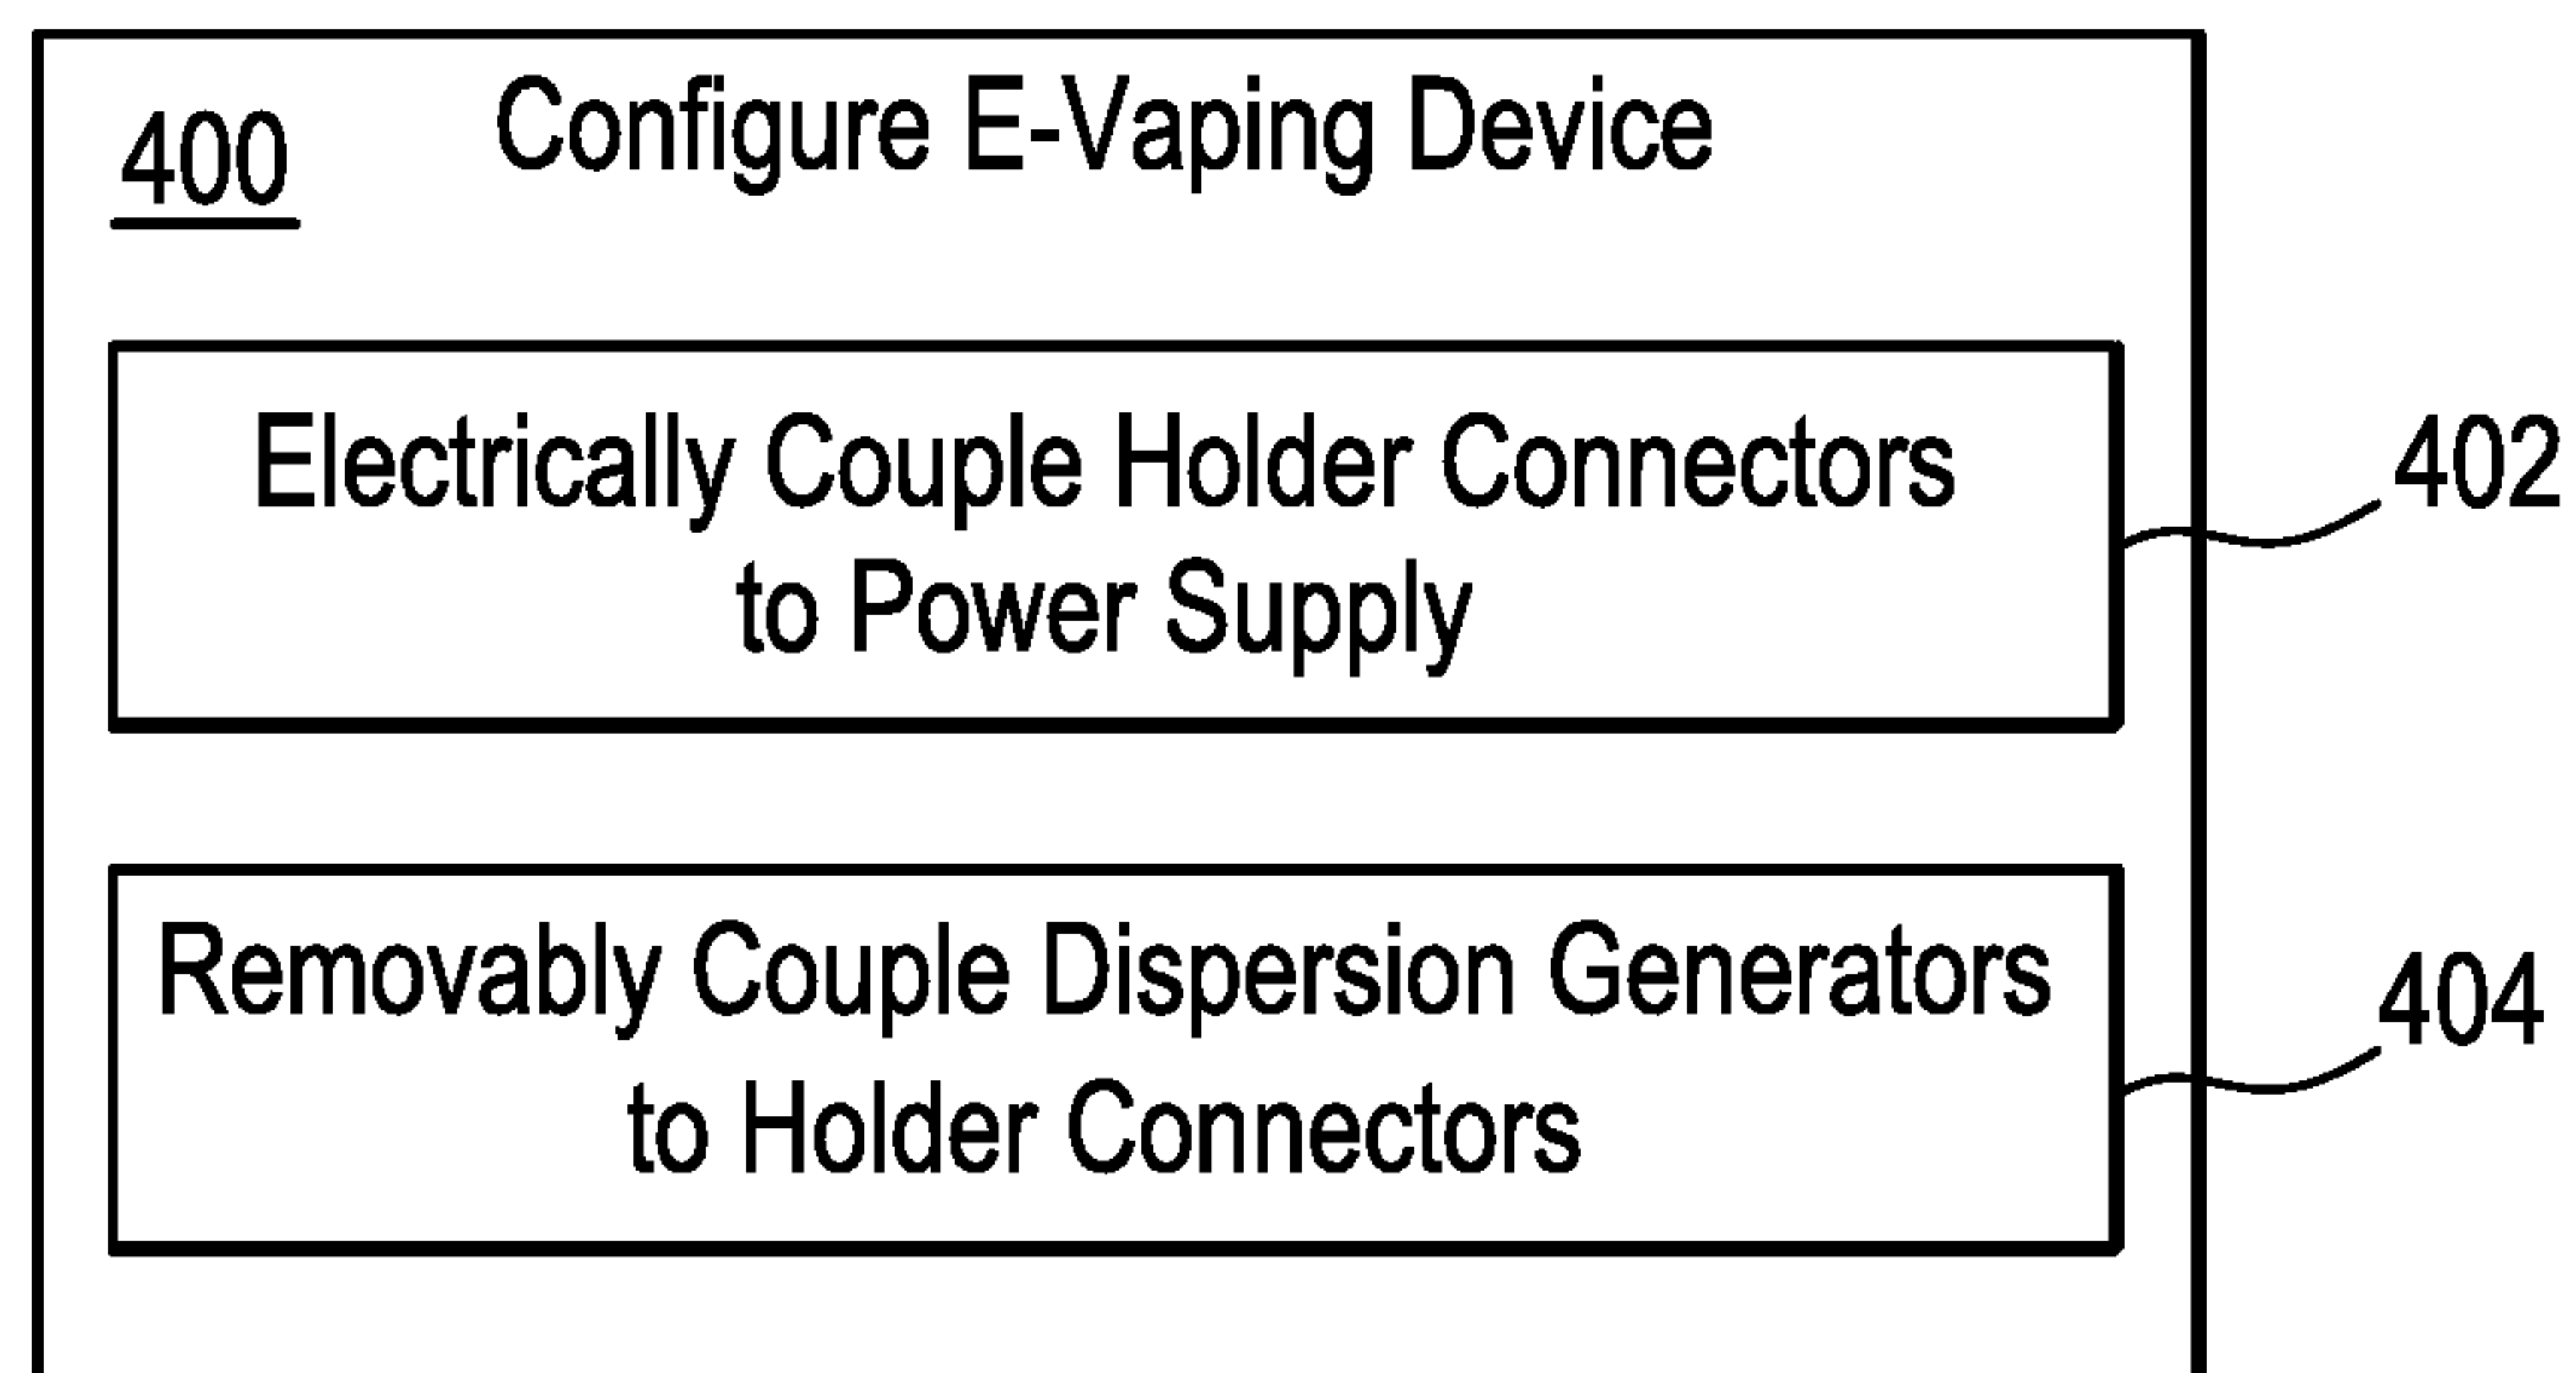 400
Configure E-Vaping Device
Electrically Couple Holder Connectors
to Power Supply
402
Removably Couple Dispersion Generators
to Holder Connectors
404